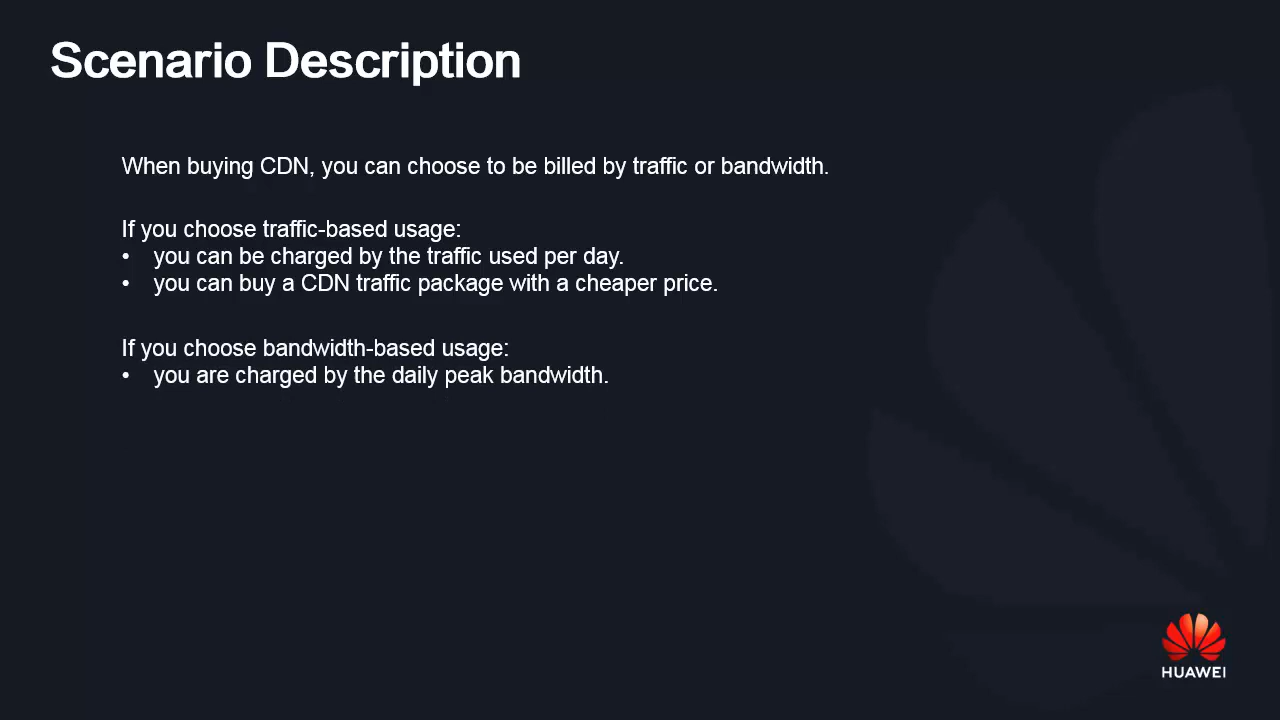 Scenario Description
When buying CDN, you can choose to be billed by traffic or bandwidth.
If you choose traffic-based usage:
• you can be charged by the traffic used per day.
• you can buy a CDN traffic package with a cheaper price.
If you choose bandwidth-based usage:
• you are charged by the daily peak bandwidth.
HUAWEI